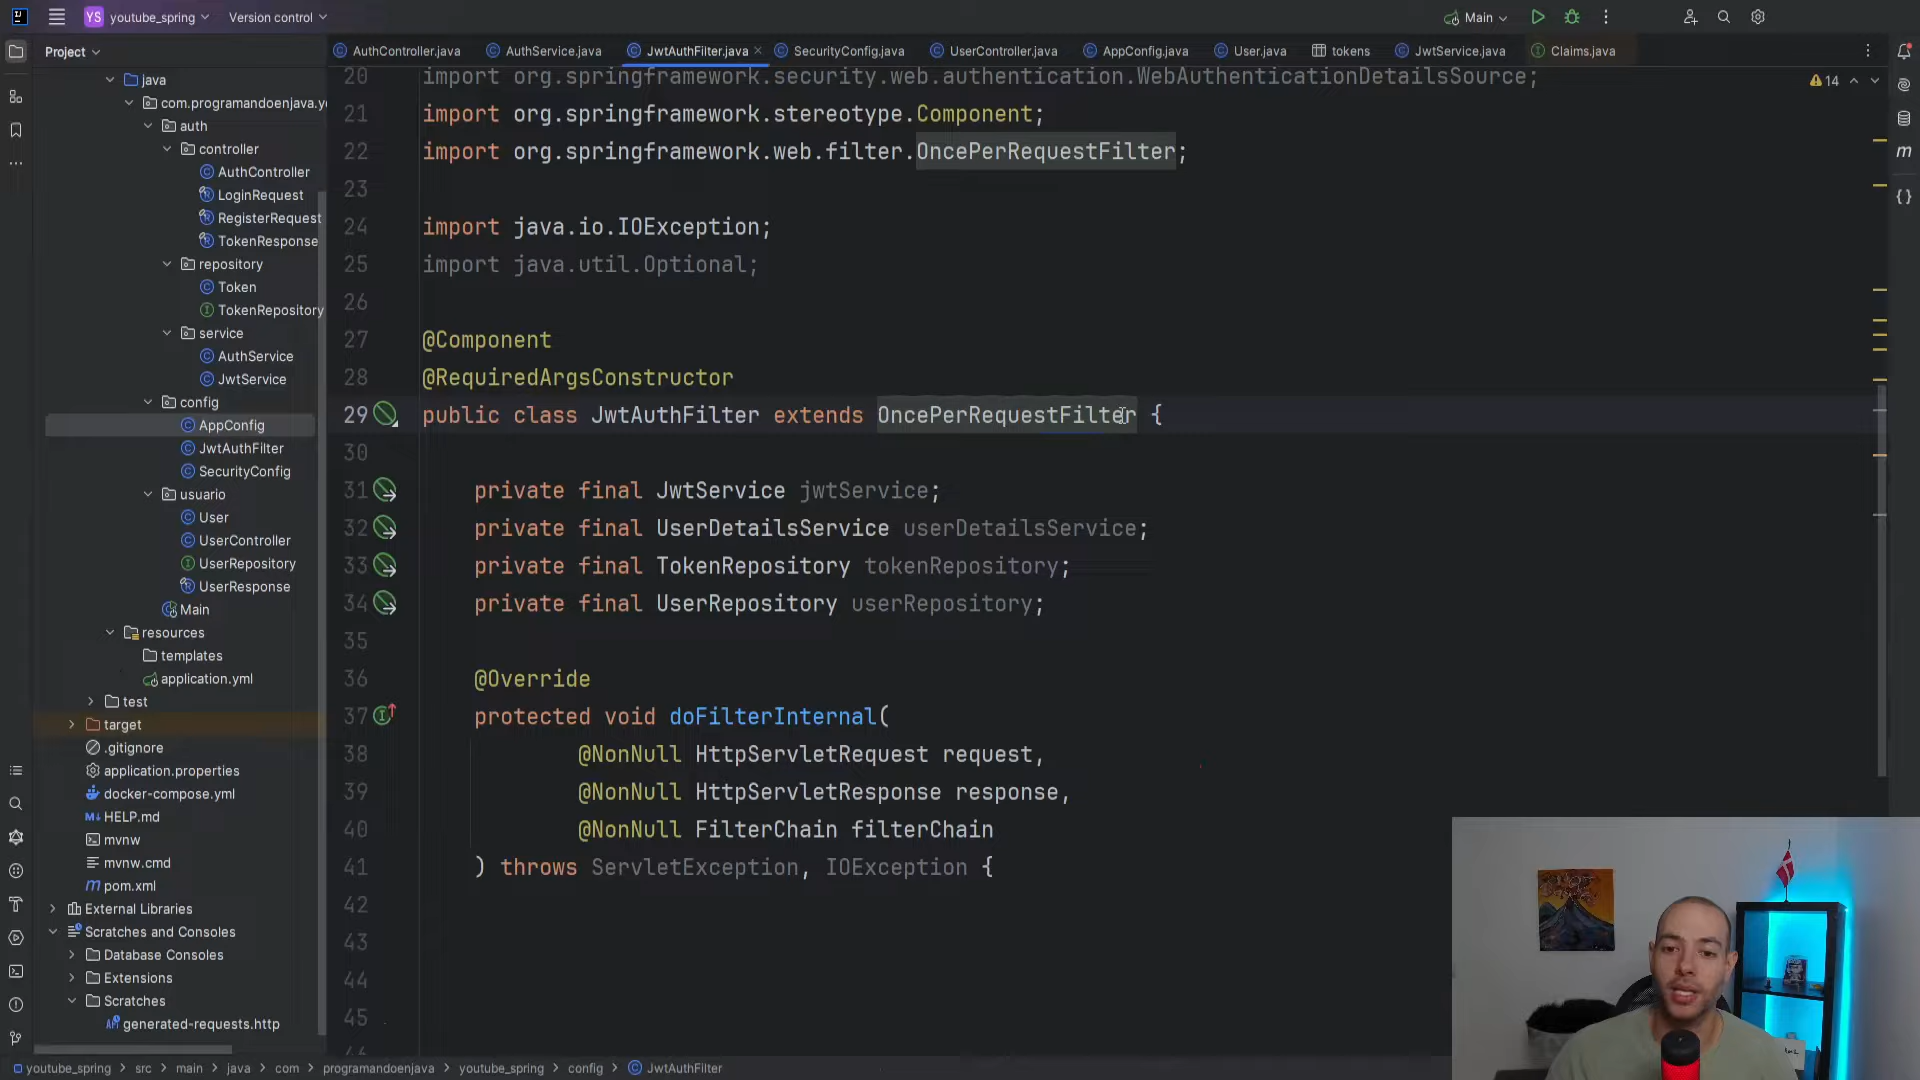 YS youtube_spring Version control Main
Project
AuthController.java AuthService.java JwtAuthFilter.java SecurityConfig.java UserController.java AppConfig.java User.java tokens JwtService.java Claims.java
java
com.programandoenjava.yo
auth
controller
AuthController
LoginRequest
RegisterRequest
TokenResponse
repository
Token
TokenRepository
service
AuthService
JwtService
config
AppConfig
JwtAuthFilter
SecurityConfig
usuario
User
UserController
UserRepository
UserResponse
Main
resources
templates
application.yml
test
target
.gitignore
application.properties
docker-compose.yml
HELP.md
mvnw
mvnw.cmd
pom.xml
External Libraries
Scratches and Consoles
Database Consoles
Extensions
Scratches
generated-requests.http
14
20 import org.springframework.security.web.authentication.WebAuthenticationDetailsSource;
21 import org.springframework.stereotype.Component;
22 import org.springframework.web.filter.OncePerRequestFilter;
23
24 import java.io.IOException;
25 import java.util.Optional;
26
27 @Component
28 @RequiredArgsConstructor
29 public class JwtAuthFilter extends OncePerRequestFilter {
30
31 private final JwtService jwtService;
32 private final UserDetailsService userDetailsService;
33 private final TokenRepository tokenRepository;
34 private final UserRepository userRepository;
35
36 @Override
37 protected void doFilterInternal(
38 @NonNull HttpServletRequest request,
39 @NonNull HttpServletResponse response,
40 @NonNull FilterChain filterChain
41 ) throws ServletException, IOException {
42
43
44
45
youtube_spring > src > main > java > com > programandoenjava > youtube_spring > config > JwtAuthFilter